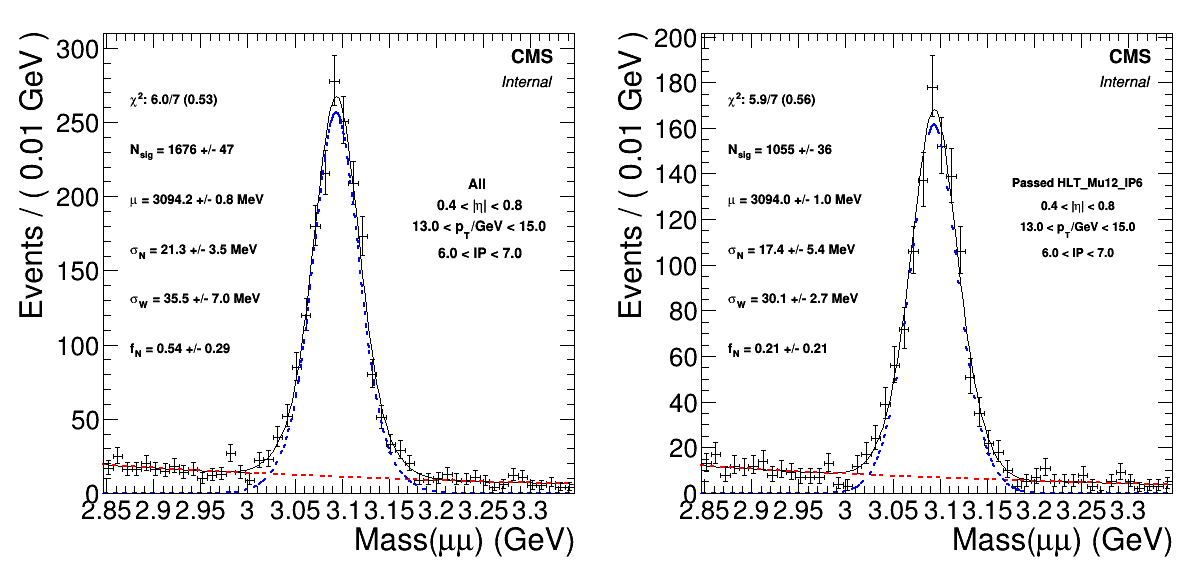 CMS
Internal
χ²: 6.0/7 (0.53)
N_sig = 1676 +/- 47
μ = 3094.2 +/- 0.8 MeV
σ_N = 21.3 +/- 3.5 MeV
σ_W = 35.5 +/- 7.0 MeV
f_N = 0.54 +/- 0.29
All
0.4 < |η| < 0.8
13.0 < p_T/GeV < 15.0
6.0 < IP < 7.0
Events / ( 0.01 GeV )
300
250
200
150
100
50
0
2.85 2.9 2.95 3 3.05 3.1 3.15 3.2 3.25 3.3
Mass(μμ) (GeV)
CMS
Internal
χ²: 5.9/7 (0.56)
N_sig = 1055 +/- 36
μ = 3094.0 +/- 1.0 MeV
σ_N = 17.4 +/- 5.4 MeV
σ_W = 30.1 +/- 2.7 MeV
f_N = 0.21 +/- 0.21
Passed HLT_Mu12_IP6
0.4 < |η| < 0.8
13.0 < p_T/GeV < 15.0
6.0 < IP < 7.0
Events / ( 0.01 GeV )
200
180
160
140
120
100
80
60
40
20
0
2.85 2.9 2.95 3 3.05 3.1 3.15 3.2 3.25 3.3
Mass(μμ) (GeV)